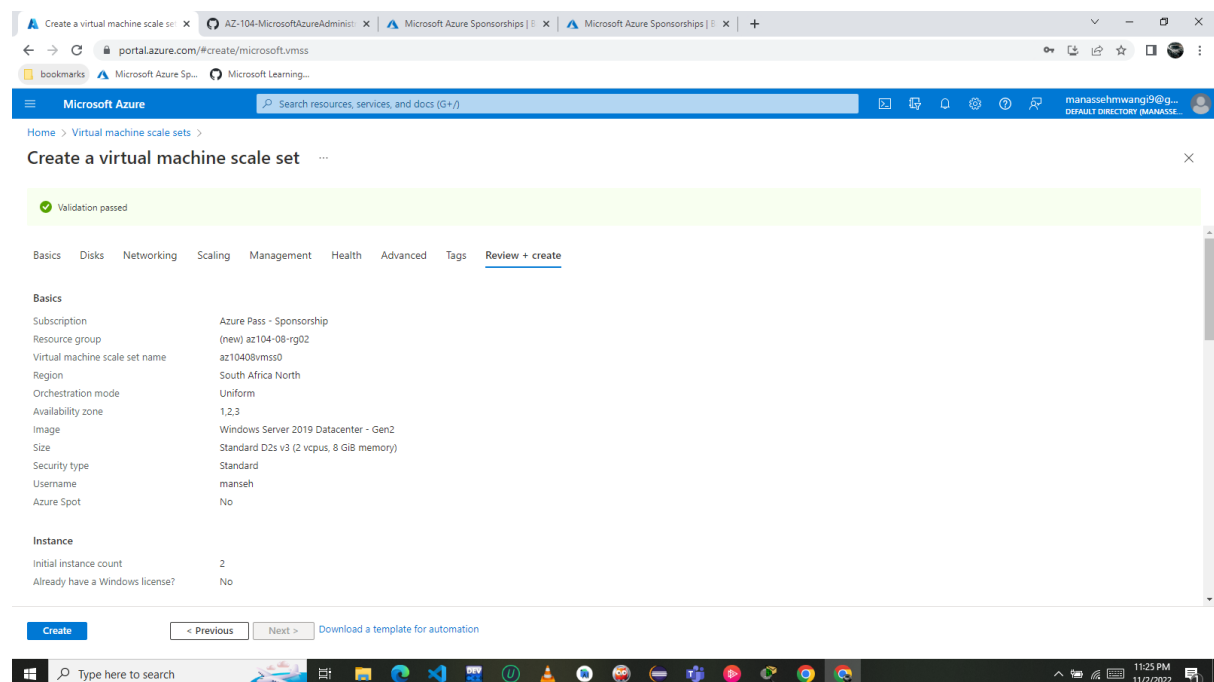 Create a virtual machine scale set
AZ-104-MicrosoftAzureAdminist
Microsoft Azure Sponsorships | B
Microsoft Azure Sponsorships | B
portal.azure.com/#create/microsoft.vmss
bookmarks Microsoft Azure Sp... Microsoft Learning...
Microsoft Azure
Search resources, services, and docs (G+/)
manassehmwangi9@g...
DEFAULT DIRECTORY (MANASSE...
Home > Virtual machine scale sets >
Create a virtual machine scale set ...
Validation passed
Basics Disks Networking Scaling Management Health Advanced Tags Review + create
Basics
Subscription Azure Pass - Sponsorship
Resource group (new) az104-08-rg02
Virtual machine scale set name az10408vmss0
Region South Africa North
Orchestration mode Uniform
Availability zone 1,2,3
Image Windows Server 2019 Datacenter - Gen2
Size Standard D2s v3 (2 vcpus, 8 GiB memory)
Security type Standard
Username manseh
Azure Spot No
Instance
Initial instance count 2
Already have a Windows license? No
Create < Previous Next > Download a template for automation
Type here to search
11:25 PM
11/2/2022